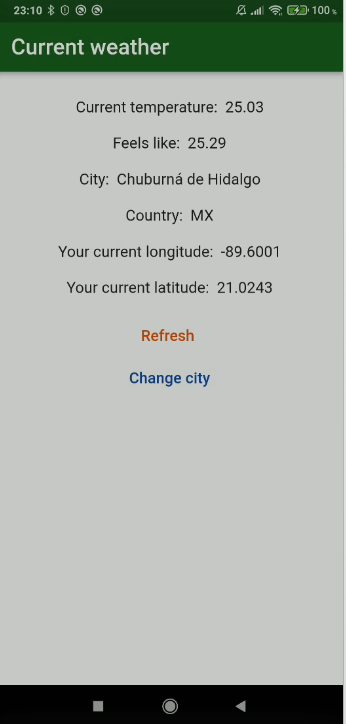 23:10 100 %
Current weather
Current temperature: 25.03
Feels like: 25.29
City: Chuburná de Hidalgo
Country: MX
Your current longitude: -89.6001
Your current latitude: 21.0243
Refresh
Change city